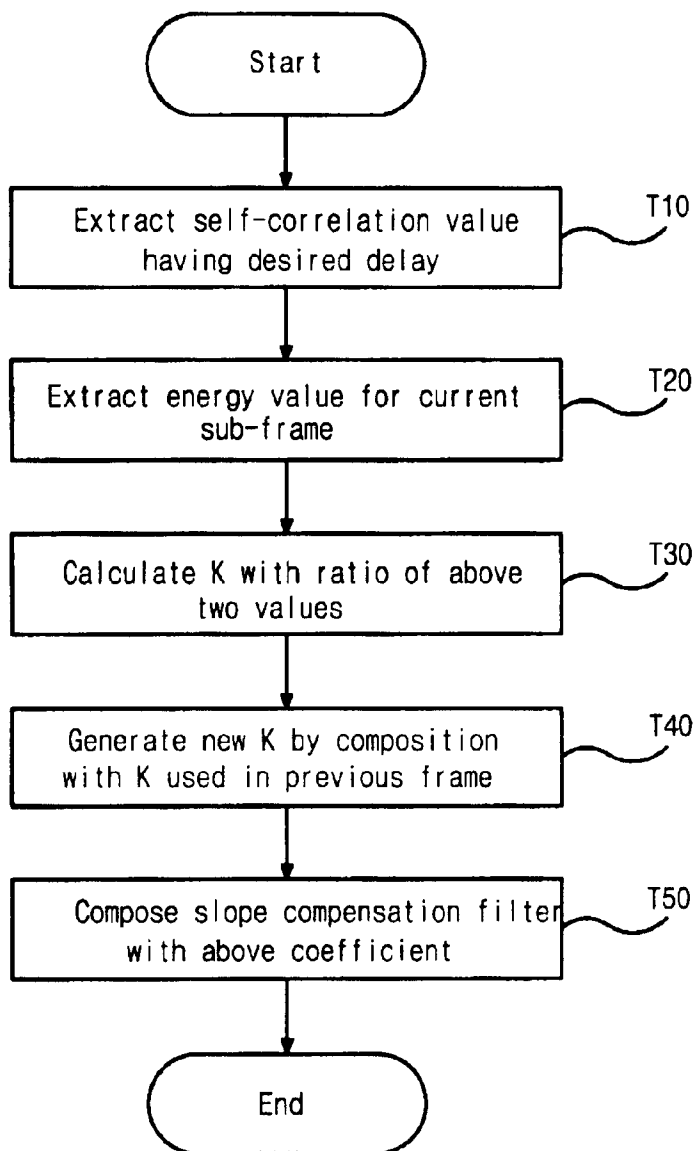 Start
Extract self-correlation value
having desired delay
T10
Extract energy value for current
sub-frame
T20
Calculate K with ratio of above
two values
T30
Generate new K by composition
with K used in previous frame
T40
Compose slope compensation filter
with above coefficient
T50
End